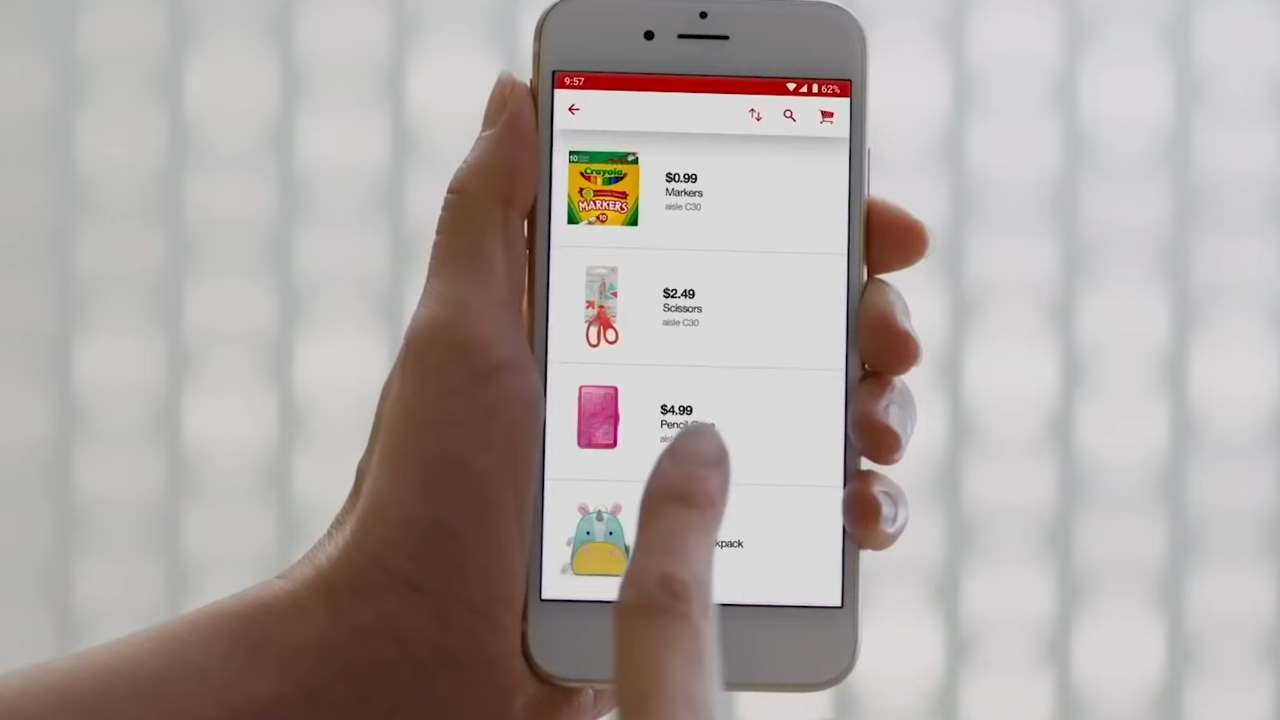 9:57
62%
10
Crayola
MARKERS
10
$0.99
Markers
aisle C30
$2.49
Scissors
aisle C30
$4.99
Pencil